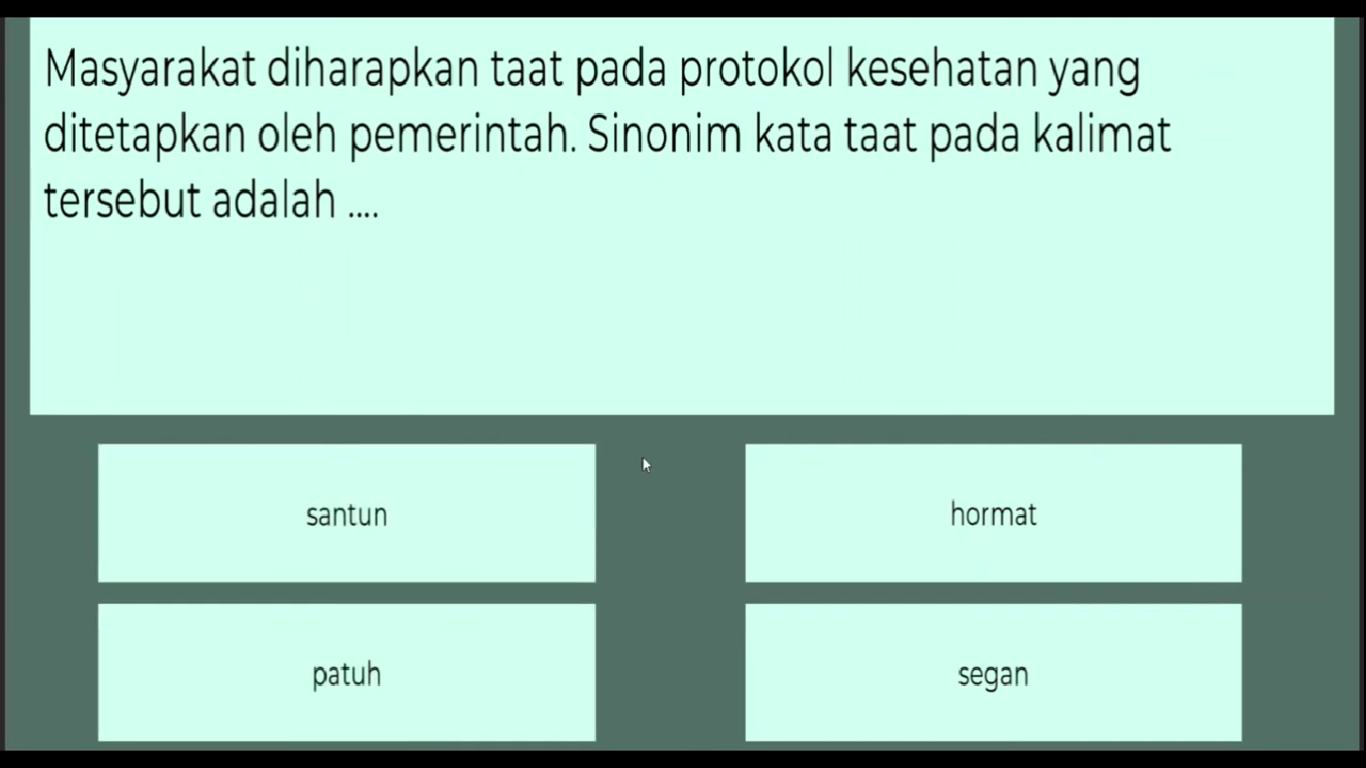 Masyarakat diharapkan taat pada protokol kesehatan yang
ditetapkan oleh pemerintah. Sinonim kata taat pada kalimat
tersebut adalah ....
santun
hormat
patuh
segan